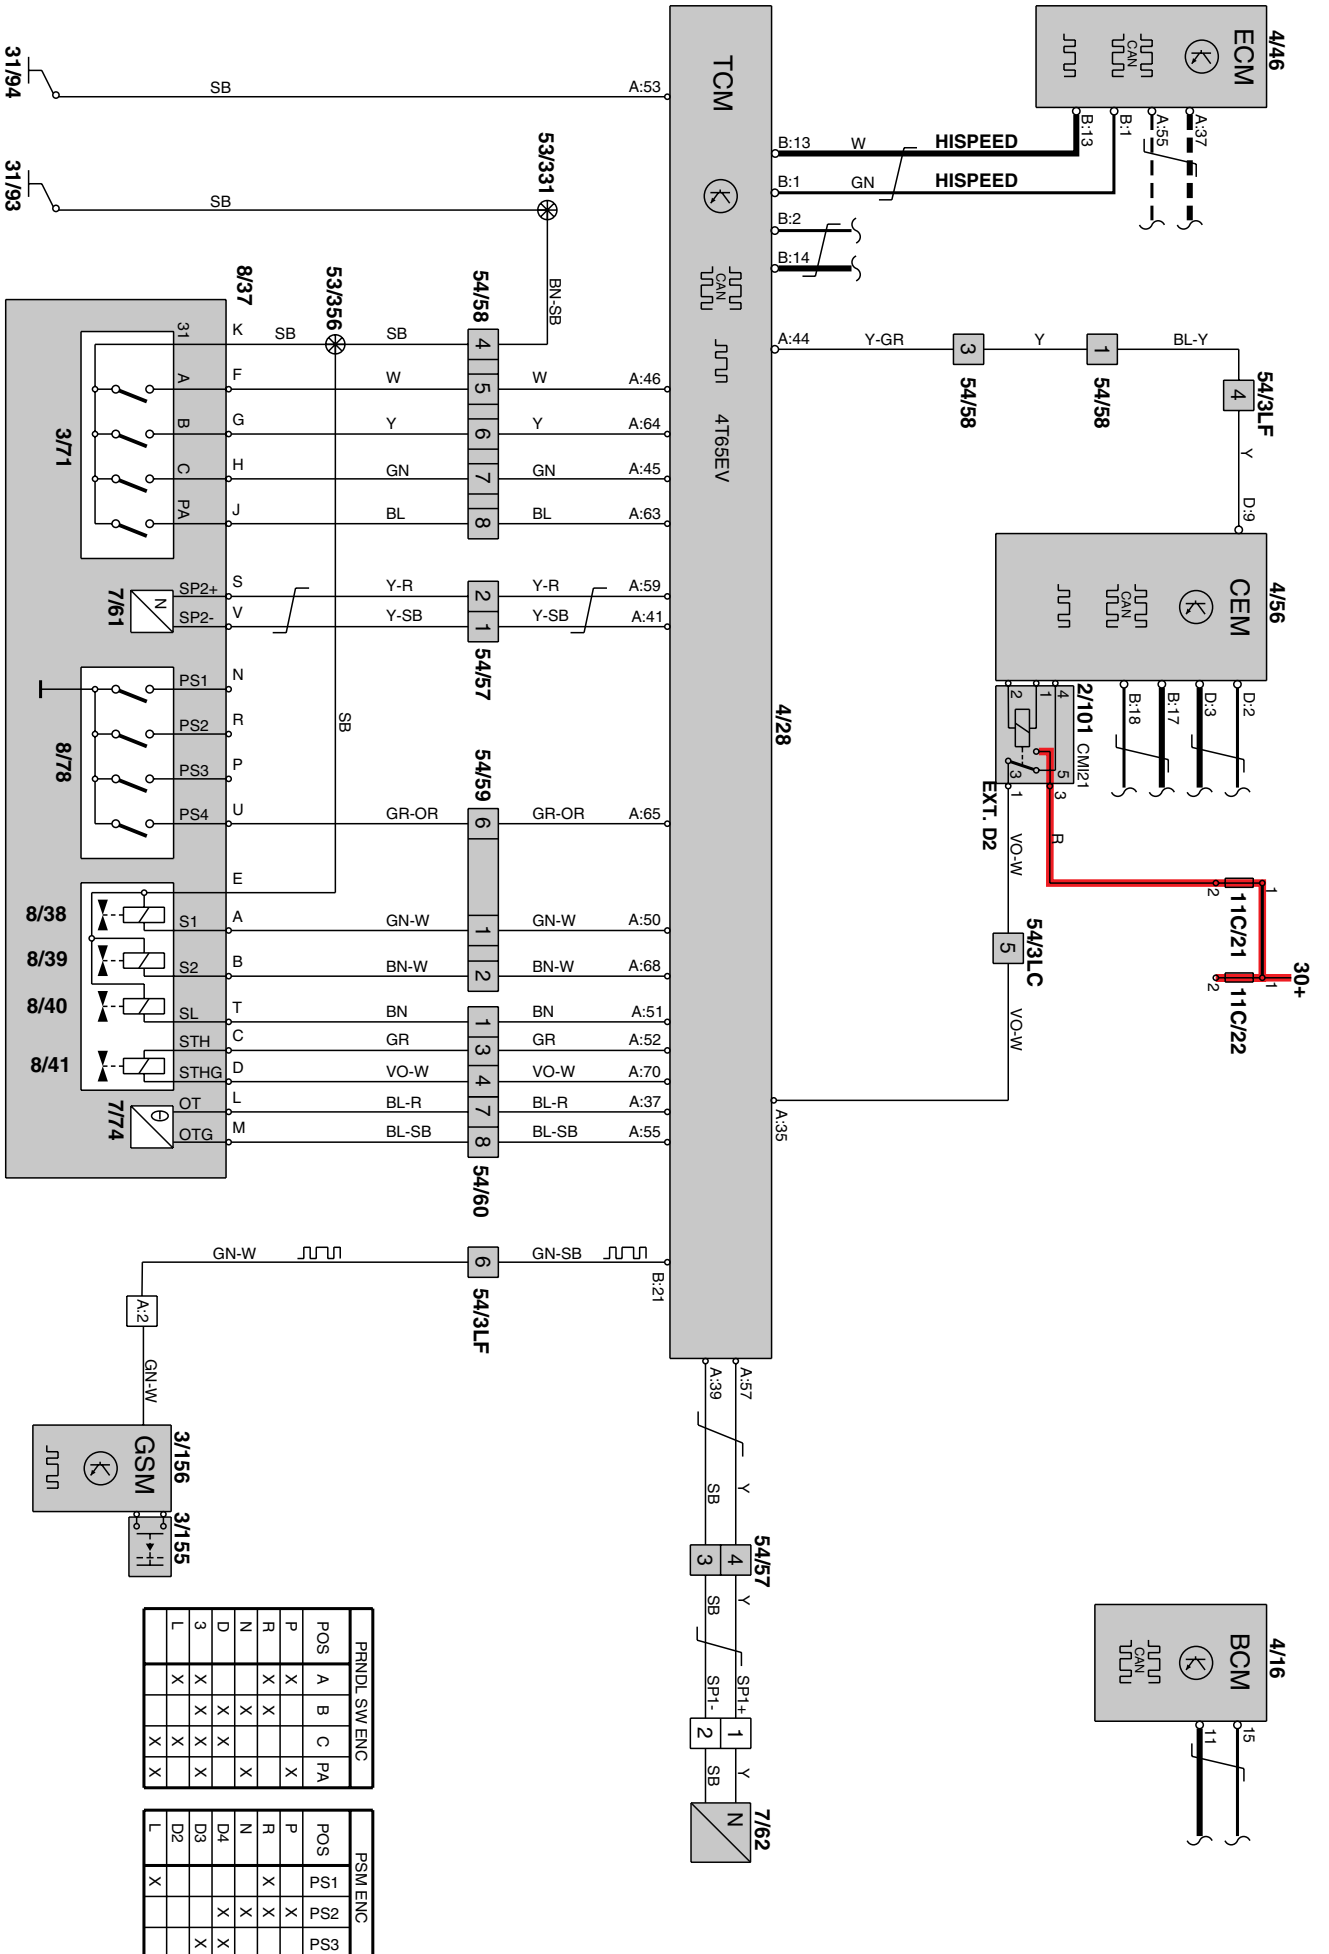 4/46
ECM
CAN
A:37
A:55
B:1
B:13
HISPEED
HISPEED
W
GN
B:13
B:1
B:2
B:14
TCM
CAN
4T65EV
4/28
A:53
SB
31/94
SB
31/93
53/331
BN-SB
A:44
Y-GR
3
54/58
Y
1
54/58
BL-Y
54/3LF
4
Y
D:9
4/56
CEM
CAN
D:2
D:3
B:17
B:18
2/101
CMI21
4
1
2
5
3
3
1
EXT. D2
R
VO-W
54/3LC
5
VO-W
A:35
1
2
11C/21
30+
1
2
11C/22
8/37
53/356
54/58
31
K
SB
SB
4
A
F
W
5
W
A:46
B
G
Y
6
Y
A:64
C
H
GN
7
GN
A:45
PA
J
BL
8
BL
A:63
3/71
SP2+
S
Y-R
2
Y-R
A:59
SP2-
V
Y-SB
1
Y-SB
A:41
N
7/61
54/57
PS1
N
PS2
R
PS3
P
PS4
U
8/78
SB
54/59
GR-OR
6
GR-OR
A:65
E
8/38
S1
A
GN-W
1
GN-W
A:50
8/39
S2
B
BN-W
2
BN-W
A:68
8/40
SL
T
BN
1
BN
A:51
STH
C
GR
3
GR
A:52
8/41
STHG
D
VO-W
4
VO-W
A:70
OT
L
BL-R
7
BL-R
A:37
OTG
M
BL-SB
8
BL-SB
A:55
7/74
54/60
GN-W
6
GN-SB
B:21
54/3LF
A:2
GN-W
3/156
GSM
3/155
A:57
A:39
Y
SB
54/57
4
3
Y
SB
SP1+
SP1-
1
2
Y
SB
7/62
N
4/16
BCM
CAN
15
11
PRNDL SW ENC
POS A B C PA
P X X
R X X
N X X
D X X
3 X X X X
L X X
X X
PSM ENC
POS PS1 PS2 PS3
P X
R X X
N X
D4 X X
D3 X
D2
L X